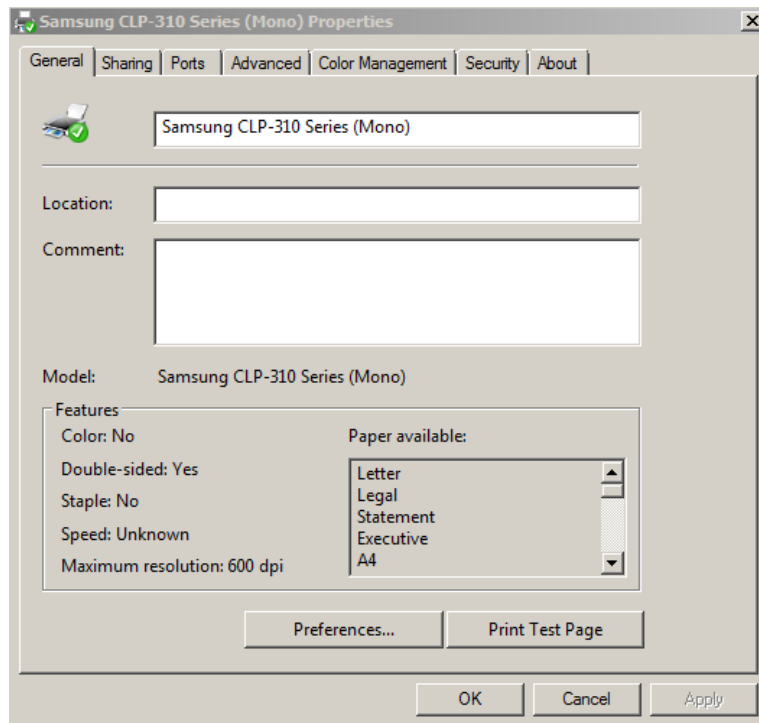 Samsung CLP-310 Series (Mono) Properties
General Sharing Ports Advanced Color Management Security About
Samsung CLP-310 Series (Mono)
Location:
Comment:
Model: Samsung CLP-310 Series (Mono)
Features
Color: No
Double-sided: Yes
Staple: No
Speed: Unknown
Maximum resolution: 600 dpi
Paper available:
Letter
Legal
Statement
Executive
A4
Preferences... Print Test Page
OK Cancel Apply